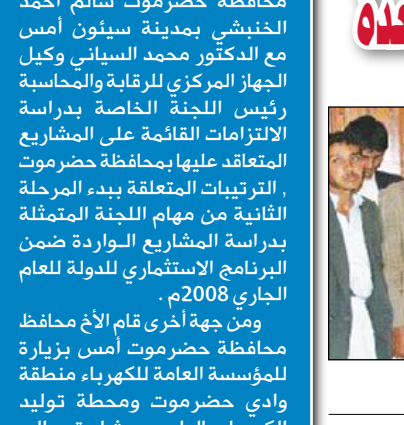 محافظة حضرموت سالم أحمد
الخنبشي بمدينة سيئون أمس
مع الدكتور محمد السياني وكيل
الجهاز المركزي للرقابة والمحاسبة
رئيس اللجنة الخاصة بدراسة
الالتزامات القائمة على المشاريع
المتعاقد عليها بمحافظة حضرموت
, الترتيبات المتعلقة ببدء المرحلة
الثانية من مهام اللجنة المتمثلة
بدراسة المشاريع الـواردة ضمن
البرنامج الاستثماري للدولة للعام
الجاري 2008م .
ومن جهة أخرى قام الأخ محافظ
محافظة حضرموت أمس بزيارة
للمؤسسة العامة للكهرباء منطقة
وادي حضرموت ومحطة توليد